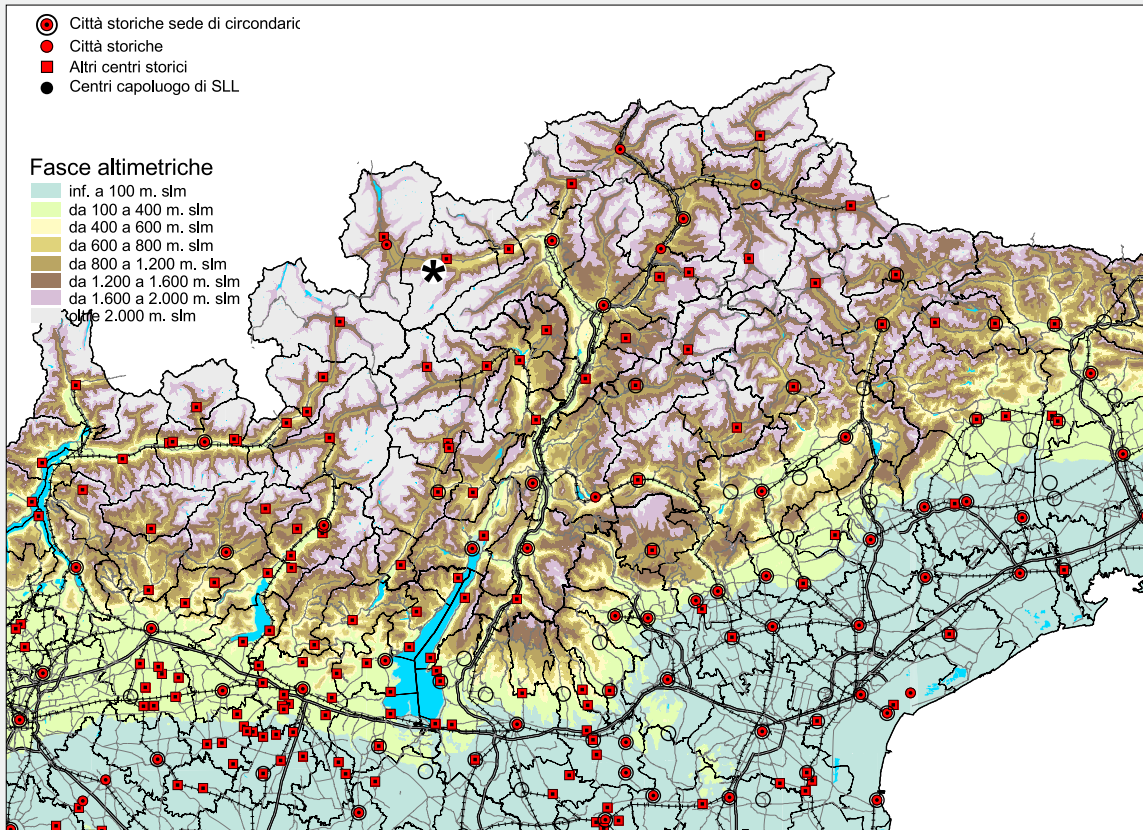 Città storiche sede di circondaric
Città storiche
Altri centri storici
Centri capoluogo di SLL
Fasce altimetriche
inf. a 100 m. slm
da 100 a 400 m. slm
da 400 a 600 m. slm
da 600 a 800 m. slm
da 800 a 1.200 m. slm
da 1.200 a 1.600 m. slm
da 1.600 a 2.000 m. slm
oltre 2.000 m. slm
*